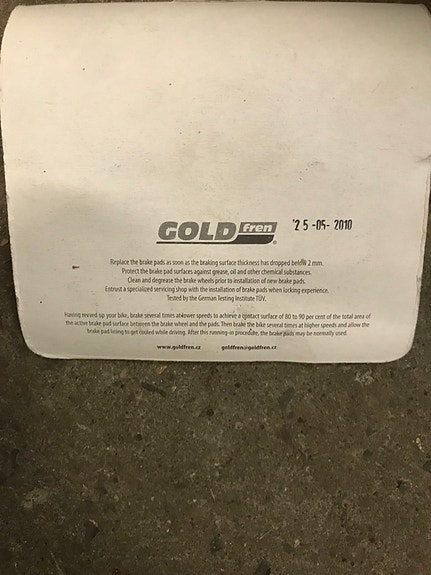 GOLD fren ®
25-05-2010
Replace the brake pads as soon as the braking surface thickness has dropped below 2 mm.
Protect the brake pad surfaces against grease, oil and other chemical substances.
Clean and degrease the brake wheels prior to installation of new brake pads.
Entrust a specialized servicing shop with the installation of brake pads when lacking experience.
Tested by the German Testing Institute TÜV.
Having revved up your bike, brake several times at lower speeds to achieve a contact surface of 80 to 90 per cent of the total area of
the active brake pad surface between the brake wheel and the pads. Then brake the bike several times at higher speeds and allow the
brake pad lining to get cooled while driving. After this running-in procedure, the brake pads may be normally used.
www.goldfren.cz goldfren@goldfren.cz